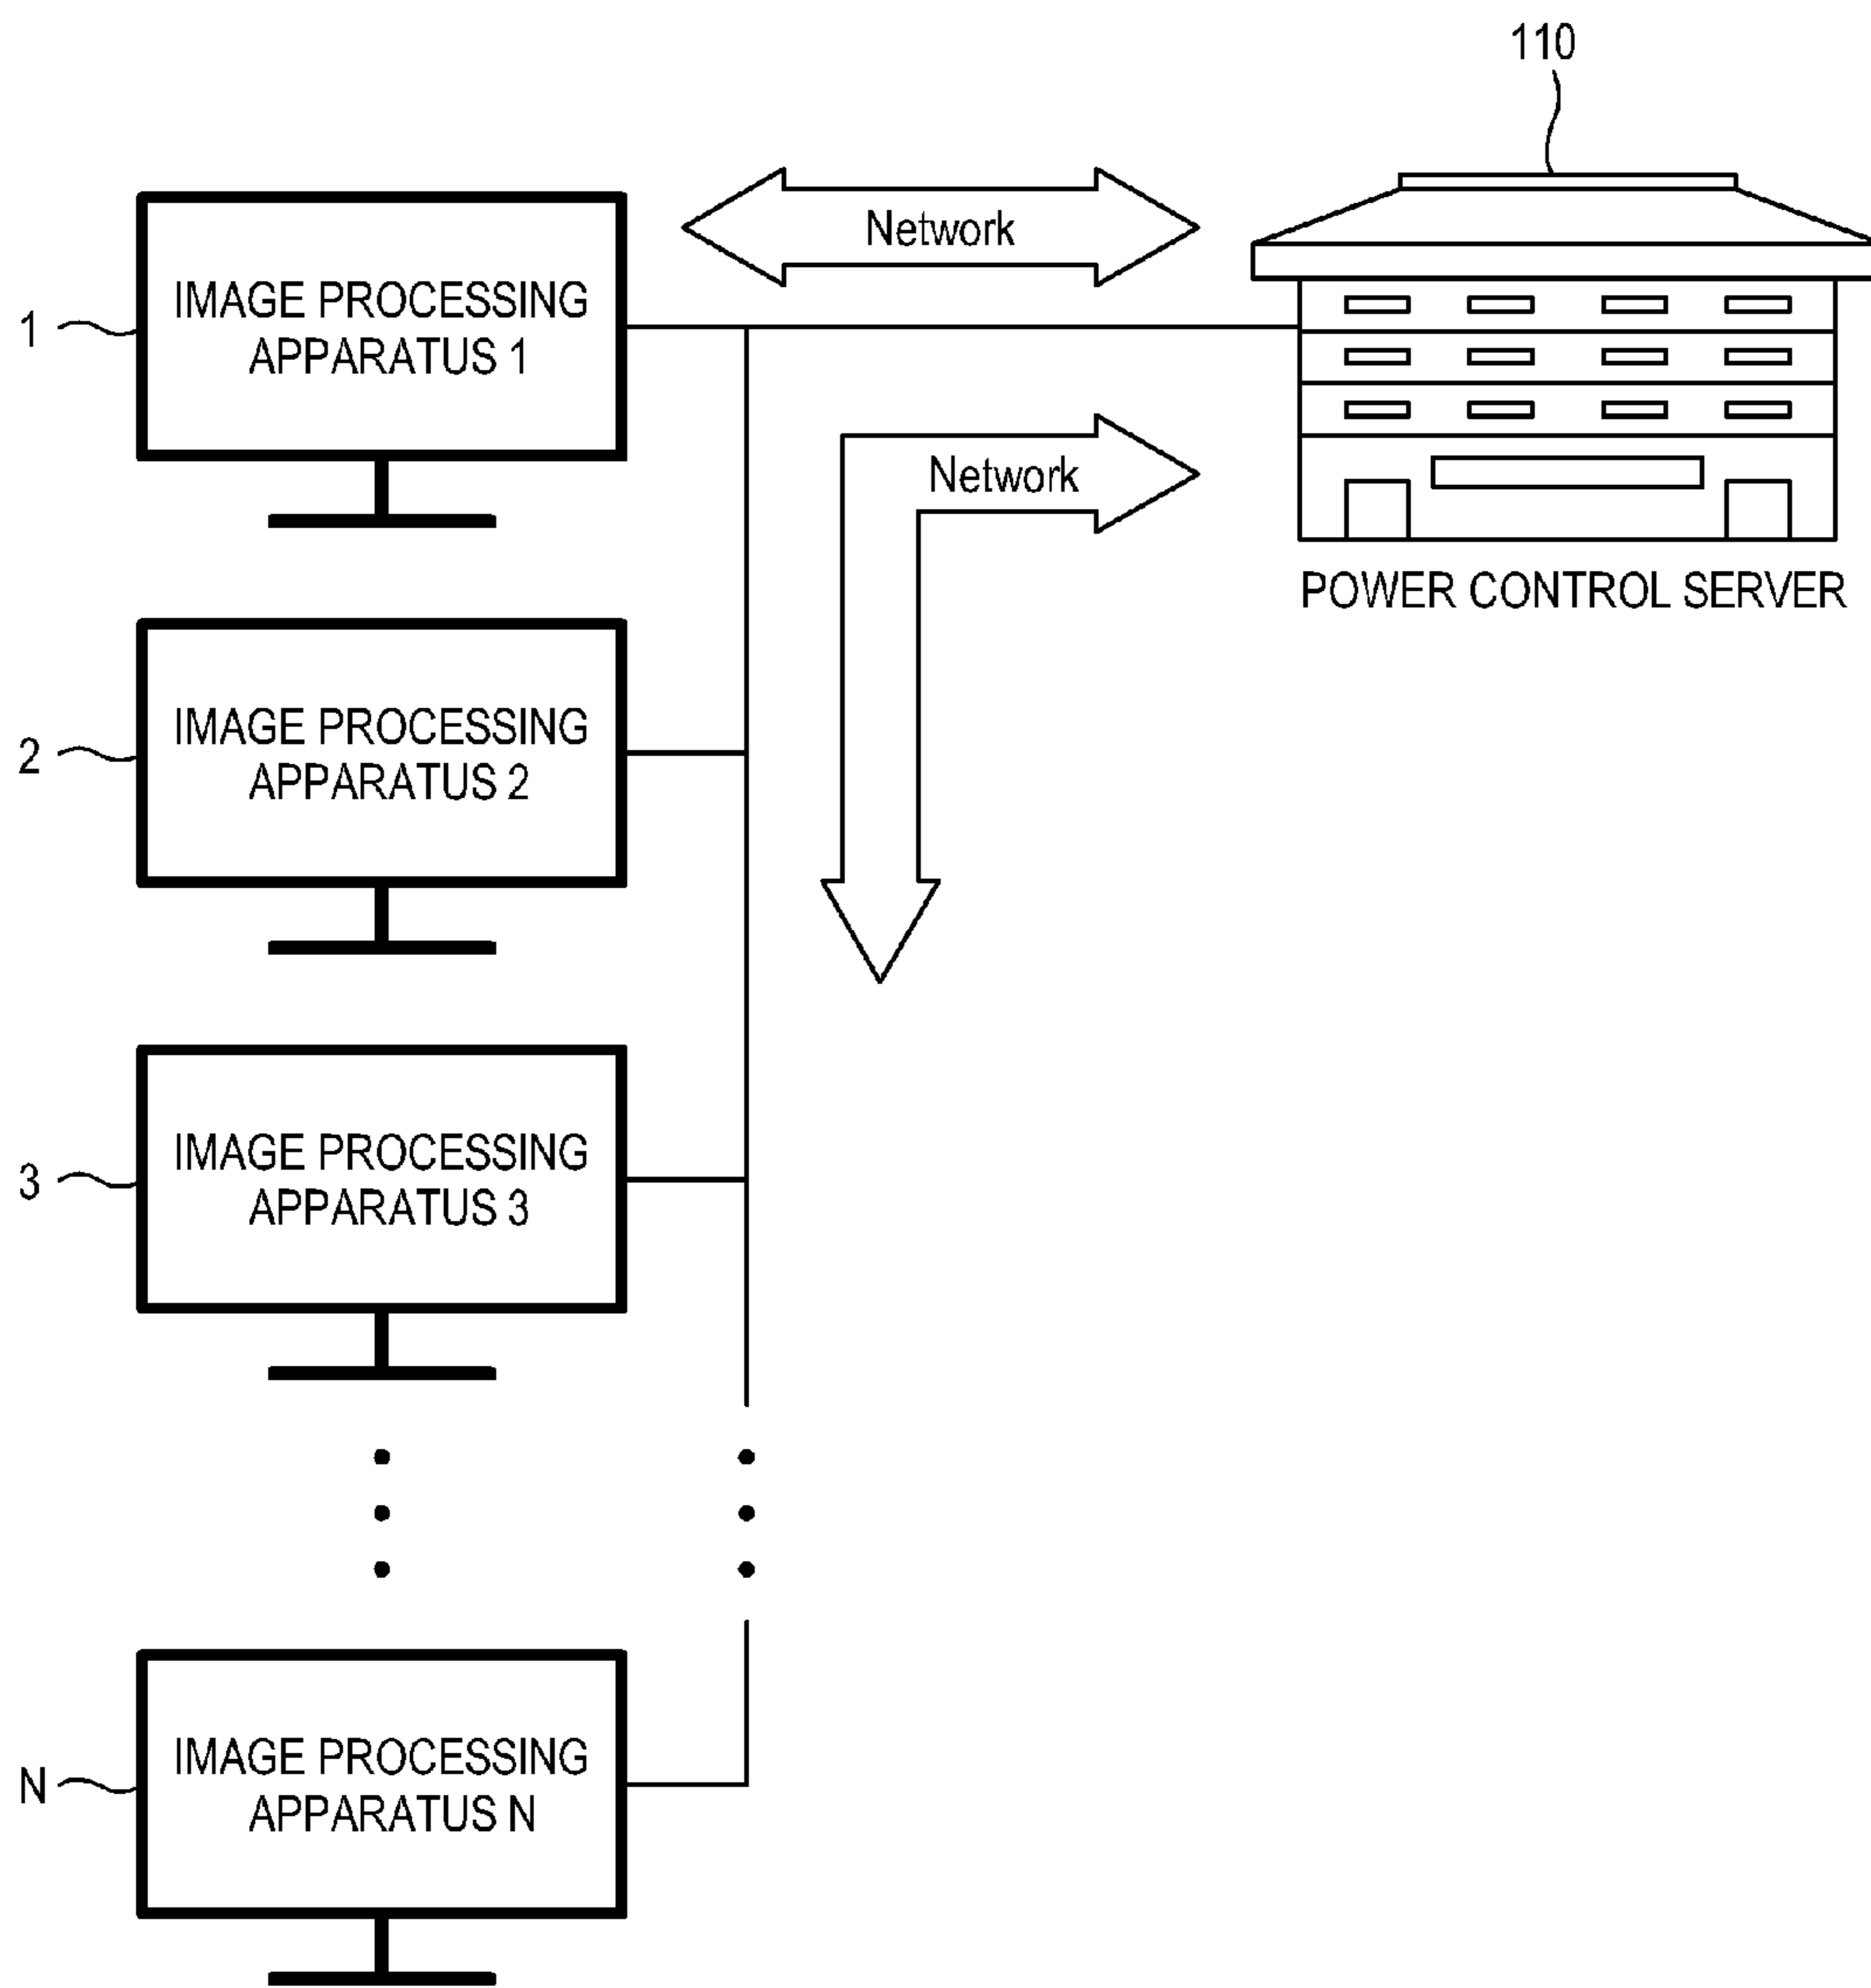 110
Network
1
IMAGE PROCESSING
APPARATUS 1
Network
POWER CONTROL SERVER
2
IMAGE PROCESSING
APPARATUS 2
3
IMAGE PROCESSING
APPARATUS 3
N
IMAGE PROCESSING
APPARATUS N